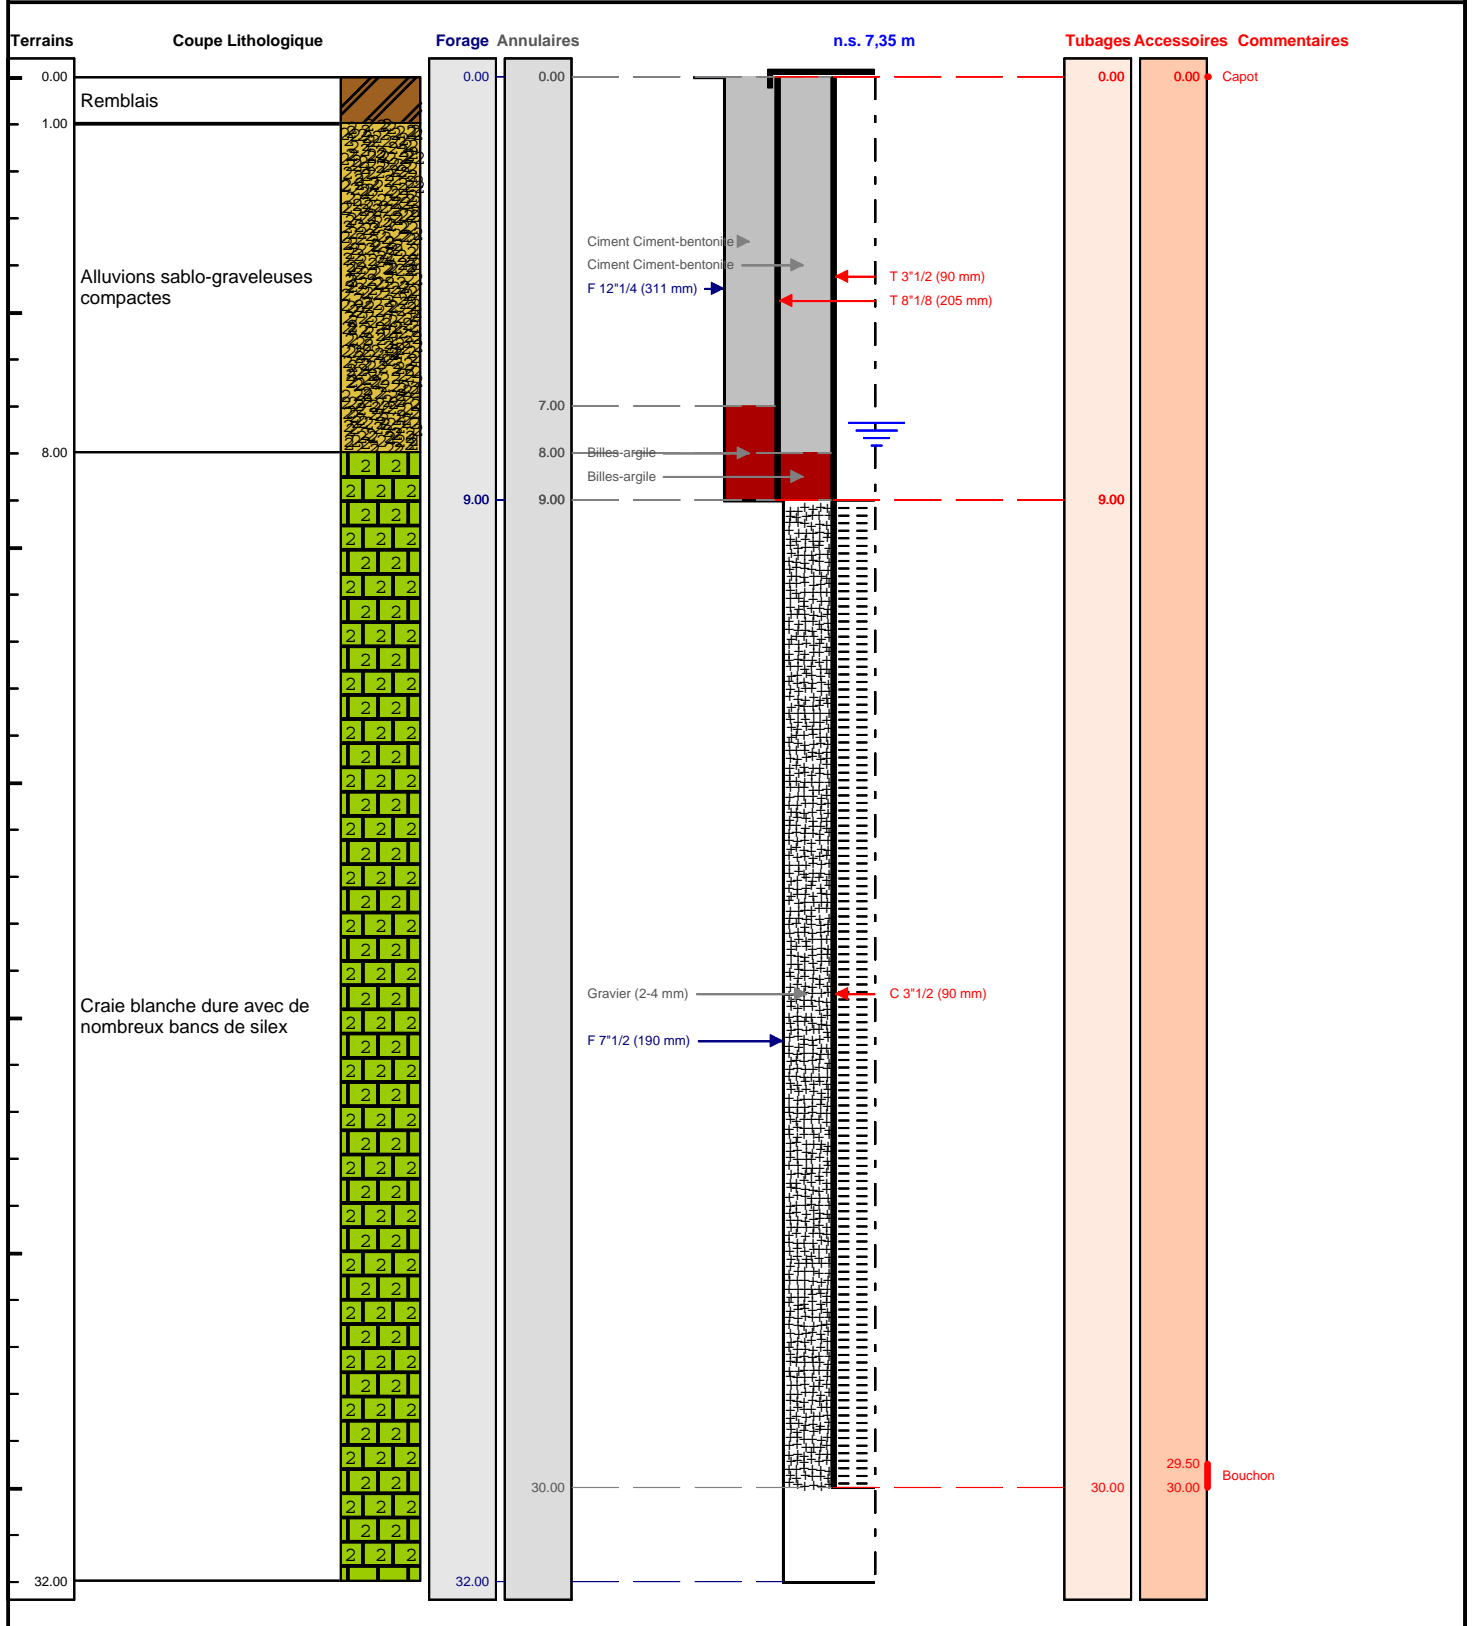 Terrains Coupe Lithologique Forage Annulaires n.s. 7,35 m Tubages Accessoires Commentaires
0.00 0.00 0.00 0.00 0.00 Capot
Remblais
1.00
Ciment Ciment-bentonite
Ciment Ciment-bentonite
Alluvions sablo-graveleuses
compactes
T 3"1/2 (90 mm)
F 12"1/4 (311 mm)
T 8"1/8 (205 mm)
7.00
8.00 8.00 Billes-argile
Billes-argile
9.00 9.00 9.00
Gravier (2-4 mm) C 3"1/2 (90 mm)
Craie blanche dure avec de
nombreux bancs de silex
F 7"1/2 (190 mm)
29.50
Bouchon
30.00 30.00 30.00
32.00 32.00